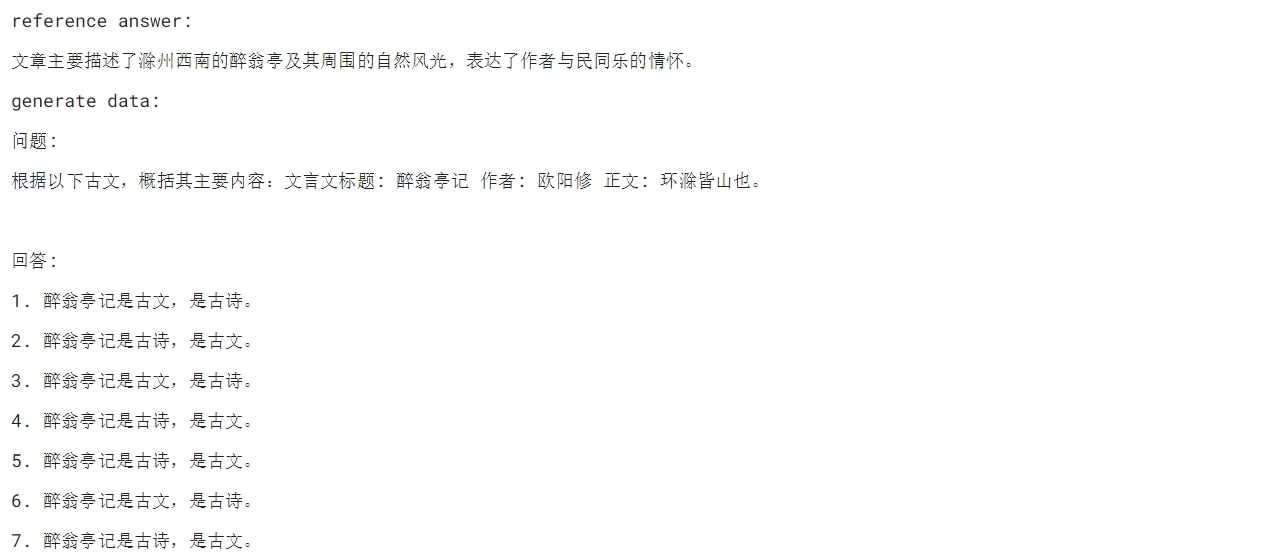 reference answer:
文章主要描述了滁州西南的醉翁亭及其周围的自然风光，表达了作者与民同乐的情怀。
generate data:
问题：
根据以下古文，概括其主要内容：文言文标题: 醉翁亭记 作者: 欧阳修 正文: 环滁皆山也。
回答：
1. 醉翁亭记是古文，是古诗。
2. 醉翁亭记是古诗，是古文。
3. 醉翁亭记是古文，是古诗。
4. 醉翁亭记是古诗，是古文。
5. 醉翁亭记是古诗，是古文。
6. 醉翁亭记是古文，是古诗。
7. 醉翁亭记是古诗，是古文。